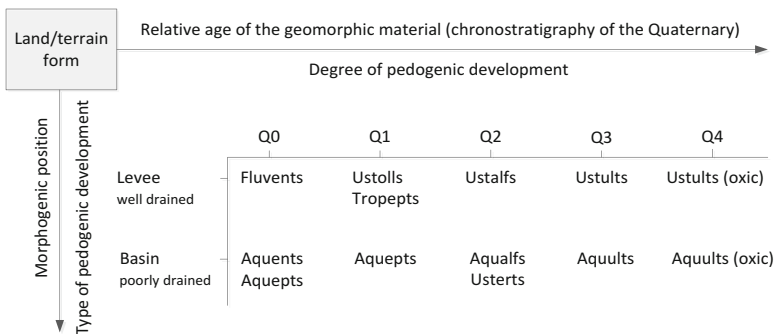 Land/terrain
form
Relative age of the geomorphic material (chronostratigraphy of the Quaternary)
Degree of pedogenic development
Morphogenic position
Type of pedogenic development
Q0 Q1 Q2 Q3 Q4
Levee Fluvents Ustolls Ustalfs Ustults Ustults (oxic)
well drained Tropepts
Basin Aquents Aquepts Aqualfs Aquults Aquults (oxic)
poorly drained Aquepts Usterts